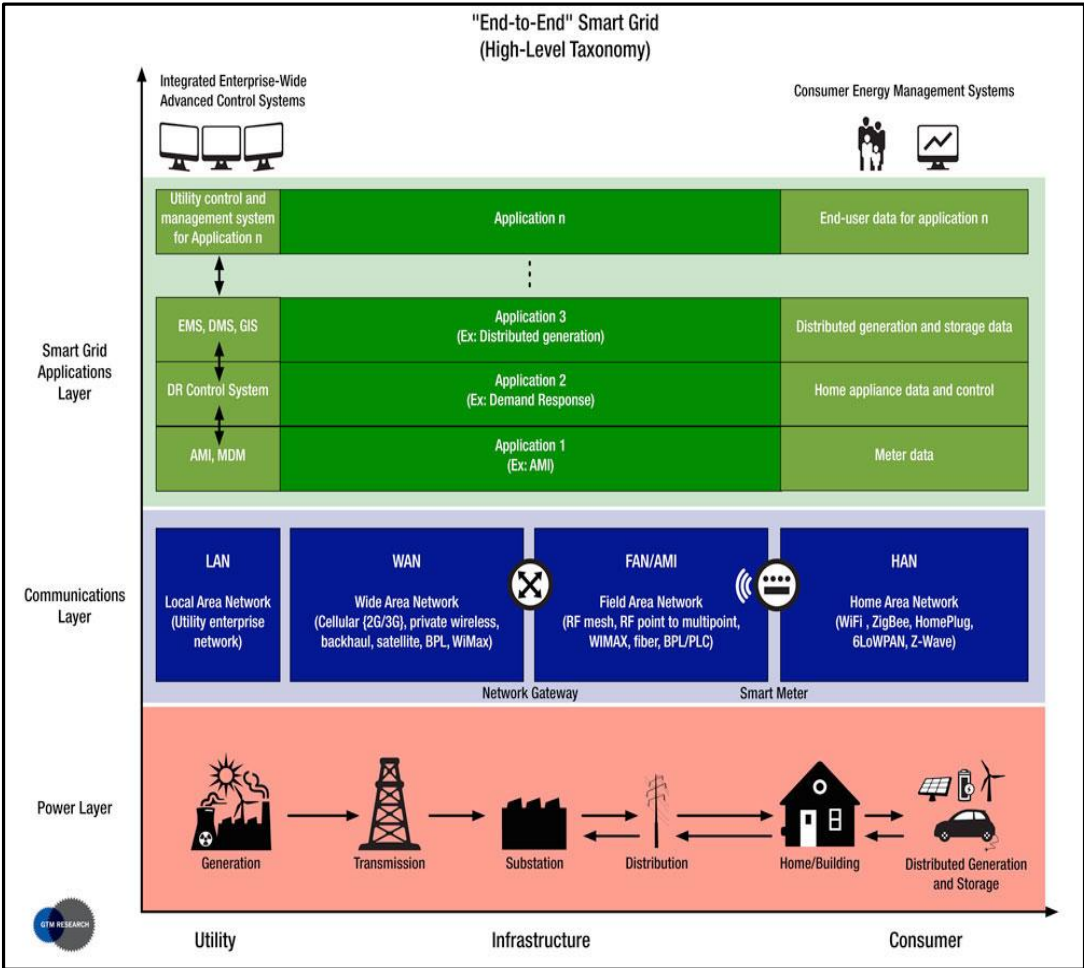 "End-to-End" Smart Grid
(High-Level Taxonomy)
Integrated Enterprise-Wide
Advanced Control Systems
Consumer Energy Management Systems
Utility control and
management system
for Application n
Application n
End-user data for application n
Smart Grid
Applications
Layer
EMS, DMS, GIS
Application 3
(Ex: Distributed generation)
Distributed generation and storage data
DR Control System
Application 2
(Ex: Demand Response)
Home appliance data and control
AMI, MDM
Application 1
(Ex: AMI)
Meter data
Communications
Layer
LAN
Local Area Network
(Utility enterprise
network)
WAN
Wide Area Network
(Cellular {2G/3G}, private wireless,
backhaul, satellite, BPL, WiMax)
FAN/AMI
Field Area Network
(RF mesh, RF point to multipoint,
WIMAX, fiber, BPL/PLC)
HAN
Home Area Network
(WiFi , ZigBee, HomePlug,
6LoWPAN, Z-Wave)
Network Gateway
Smart Meter
Power Layer
Generation
Transmission
Substation
Distribution
Home/Building
Distributed Generation
and Storage
GTM RESEARCH
Utility
Infrastructure
Consumer